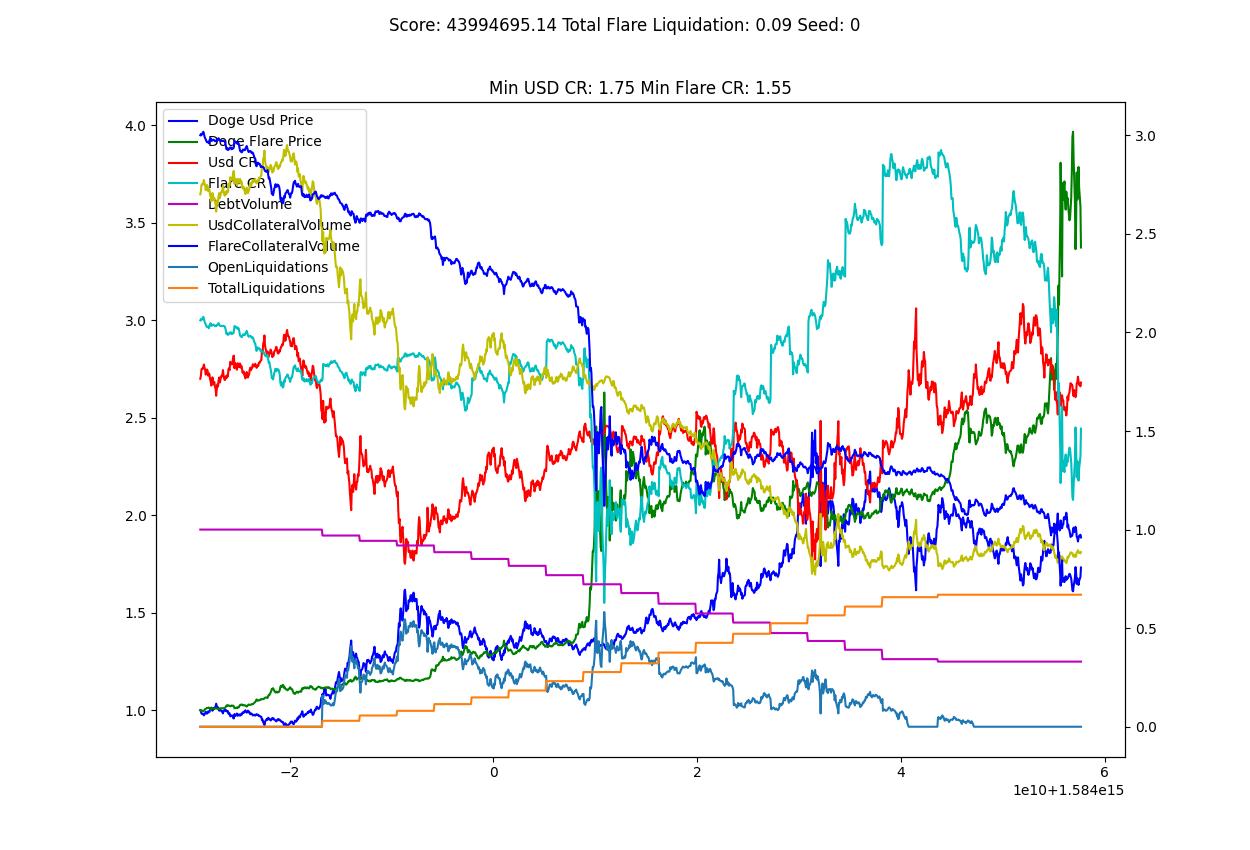 Score: 43994695.14 Total Flare Liquidation: 0.09 Seed: 0
Min USD CR: 1.75 Min Flare CR: 1.55
Doge Usd Price
Doge Flare Price
Usd CR
Flare CR
DebtVolume
UsdCollateralVolume
FlareCollateralVolume
OpenLiquidations
TotalLiquidations
4.0
3.5
3.0
2.5
2.0
1.5
1.0
3.0
2.5
2.0
1.5
1.0
0.5
0.0
−2
0
2
4
6
1e10+1.584e15